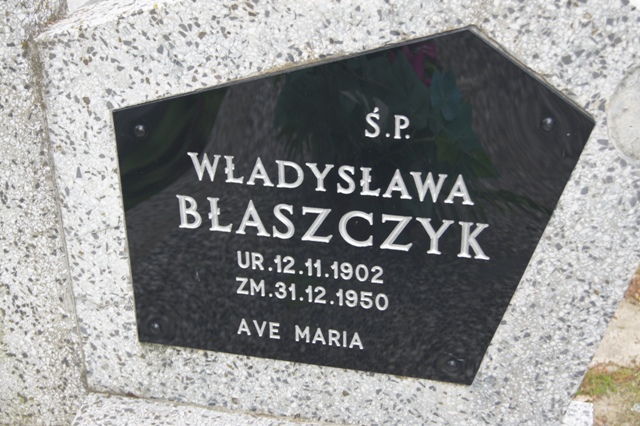 Ś.P.
WŁADYSŁAWA
BŁASZCZYK
UR.12.11.1902
ZM.31.12.1950
AVE MARIA